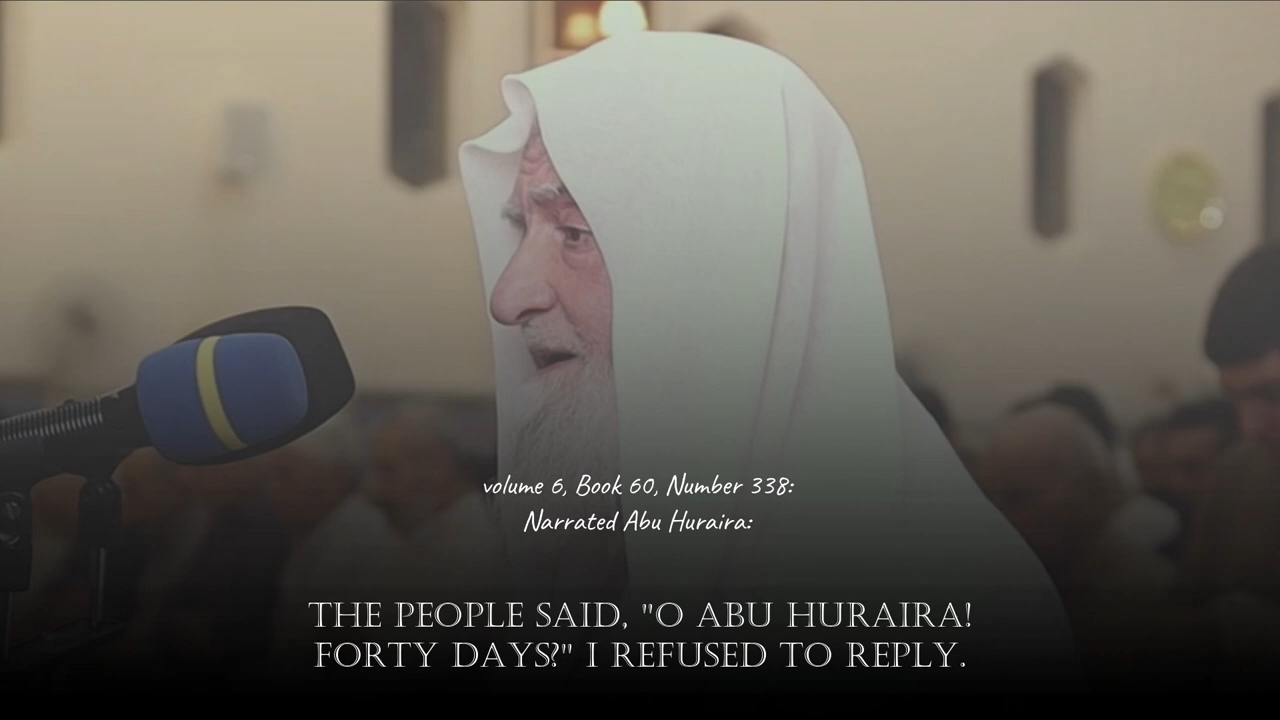 volume 6, Book 60, Number 338:
Narrated Abu Huraira:
THE PEOPLE SAID, "O ABU HURAIRA!
FORTY DAYS?" I REFUSED TO REPLY.